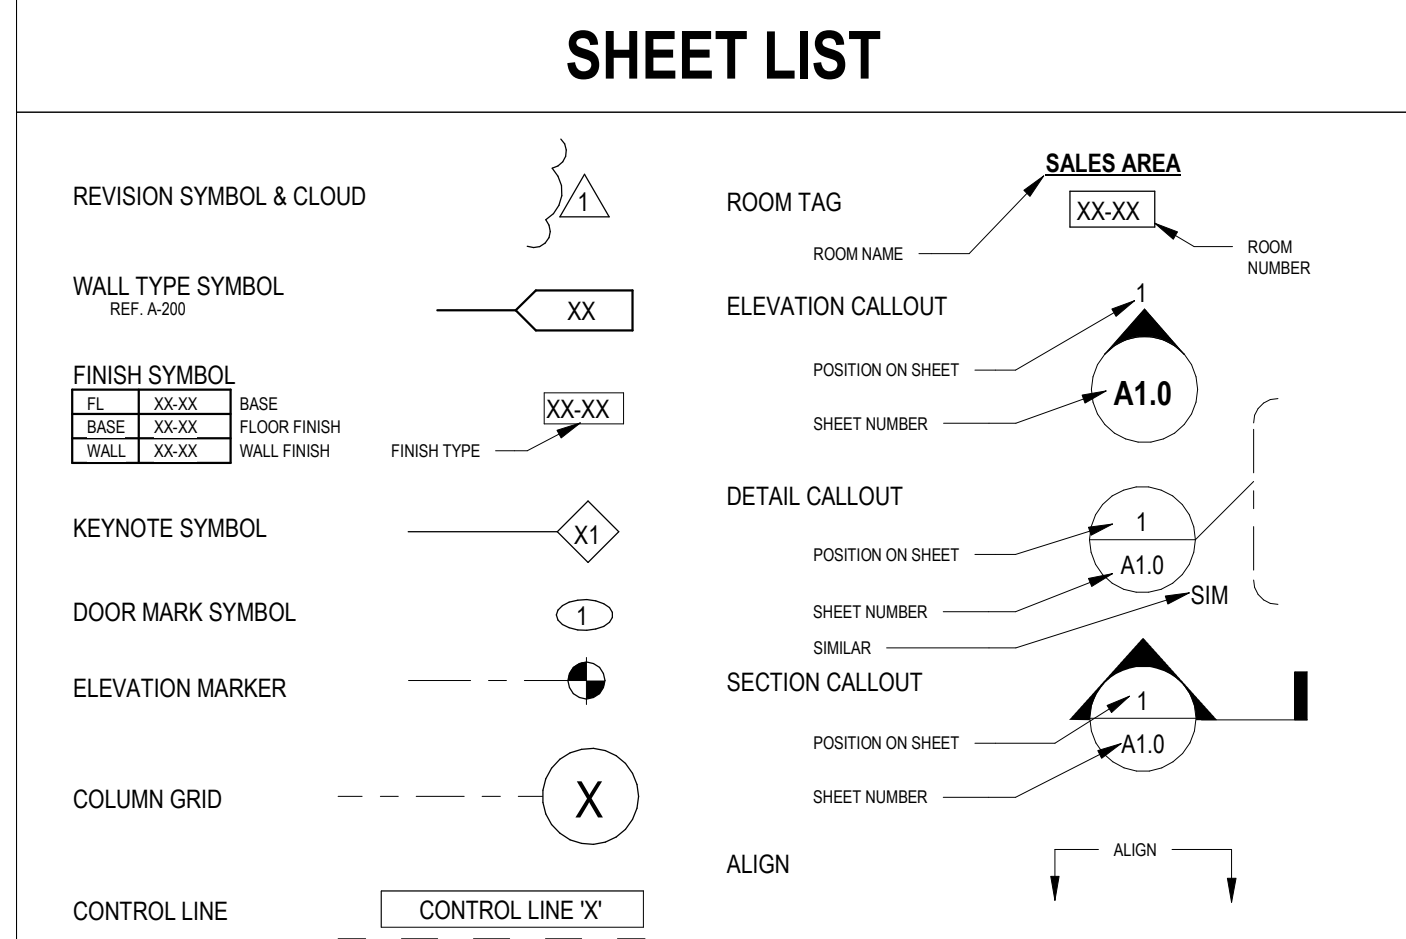 SHEET LIST
REVISION SYMBOL & CLOUD
1
WALL TYPE SYMBOL
REF. A-200
XX
FINISH SYMBOL
FL XX-XX BASE
BASE XX-XX FLOOR FINISH
WALL XX-XX WALL FINISH
XX-XX
FINISH TYPE
KEYNOTE SYMBOL
X1
DOOR MARK SYMBOL
1
ELEVATION MARKER
COLUMN GRID
X
CONTROL LINE
CONTROL LINE 'X'
SALES AREA
ROOM TAG
XX-XX
ROOM NAME
ROOM
NUMBER
ELEVATION CALLOUT
1
POSITION ON SHEET
A1.0
SHEET NUMBER
DETAIL CALLOUT
1
POSITION ON SHEET
A1.0
SHEET NUMBER
SIM
SIMILAR
SECTION CALLOUT
1
POSITION ON SHEET
A1.0
SHEET NUMBER
ALIGN
ALIGN